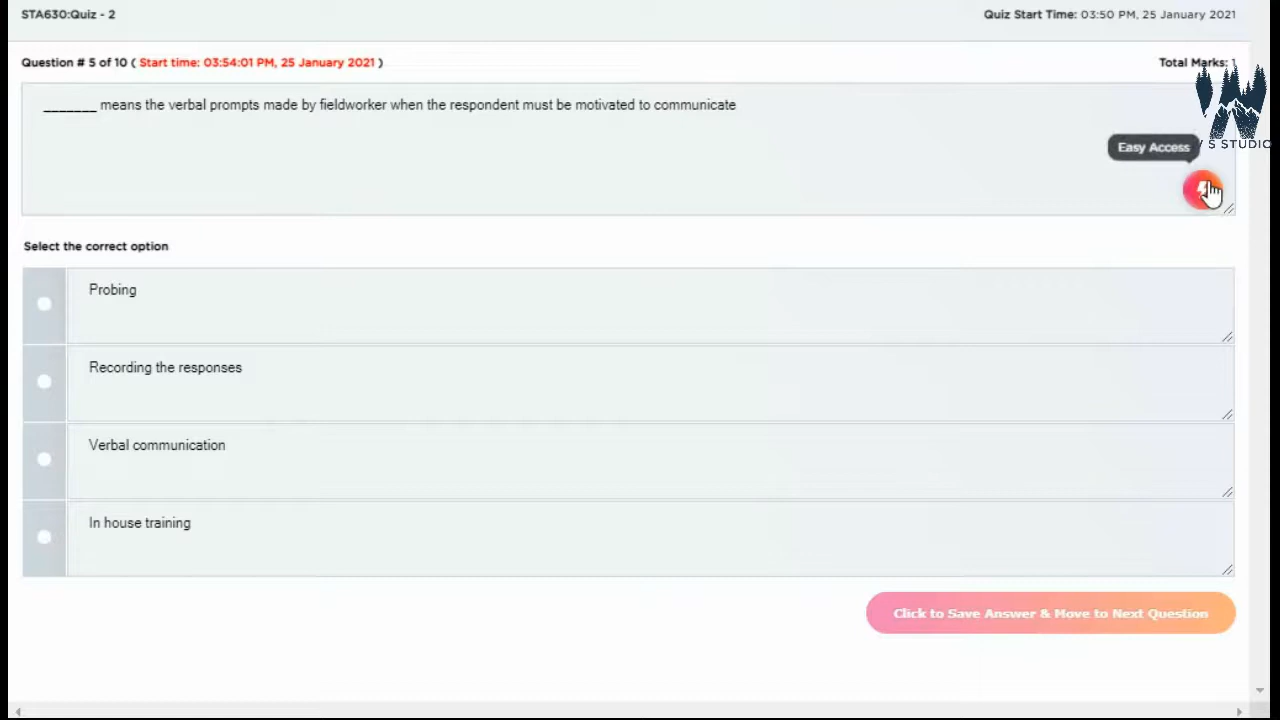 STA630:Quiz - 2
Quiz Start Time: 03:50 PM, 25 January 2021
Question # 5 of 10 ( Start time: 03:54:01 PM, 25 January 2021 )
Total Marks: 1
_______ means the verbal prompts made by fieldworker when the respondent must be motivated to communicate
Easy Access
S STUDIO
Select the correct option
Probing
Recording the responses
Verbal communication
In house training
Click to Save Answer & Move to Next Question